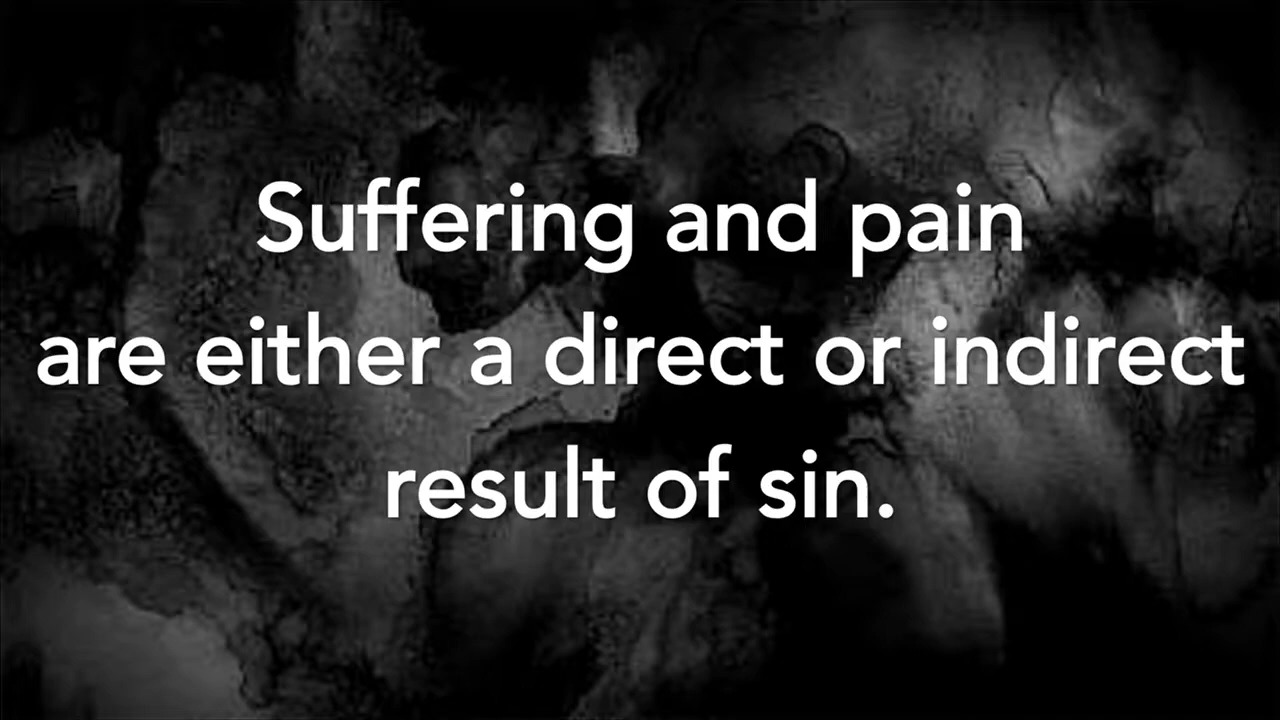 Suffering and pain
are either a direct or indirect
result of sin.